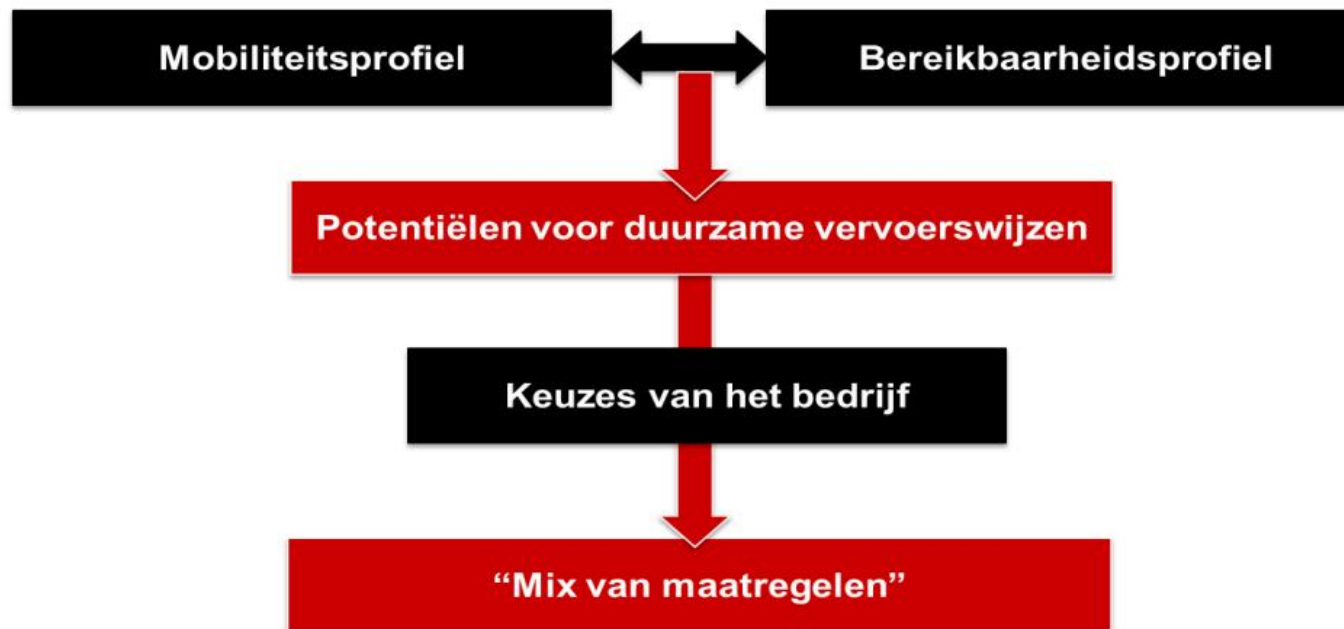 Mobiliteitsprofiel
Bereikbaarheidsprofiel
Potentiëlen voor duurzame vervoerswijzen
Keuzes van het bedrijf
“Mix van maatregelen”